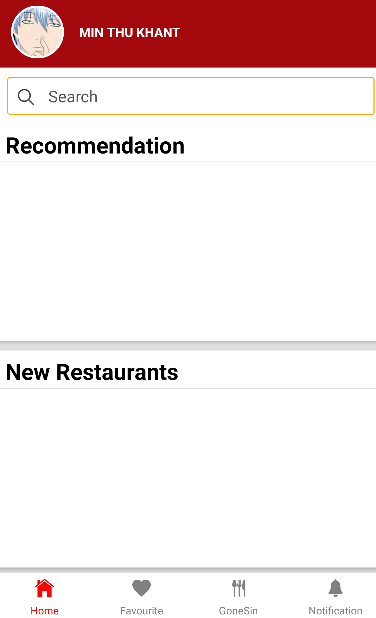 MIN THU KHANT
Search
Recommendation
New Restaurants
Home Favourite GoneSin Notification